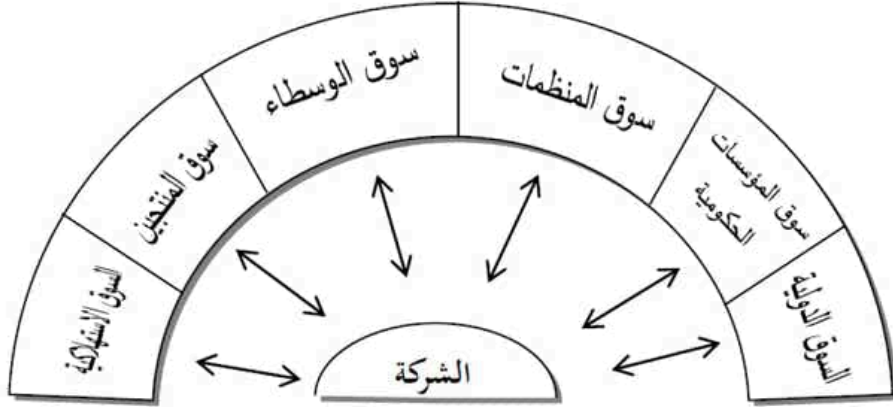 سوق المؤسسات
الحكومية
السوق الدولية
سوق المنظمات
سوق الوسطاء
سوق المنتجين
السوق الاستهلاكية
الشركة